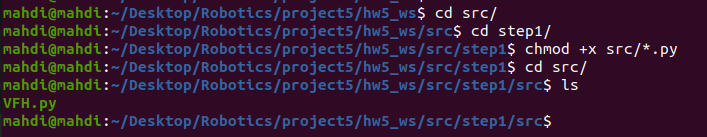 mahdi@mahdi:~/Desktop/Robotics/project5/hw5_ws$ cd src/
mahdi@mahdi:~/Desktop/Robotics/project5/hw5_ws/src$ cd step1/
mahdi@mahdi:~/Desktop/Robotics/project5/hw5_ws/src/step1$ chmod +x src/*.py
mahdi@mahdi:~/Desktop/Robotics/project5/hw5_ws/src/step1$ cd src/
mahdi@mahdi:~/Desktop/Robotics/project5/hw5_ws/src/step1/src$ ls
VFH.py
mahdi@mahdi:~/Desktop/Robotics/project5/hw5_ws/src/step1/src$